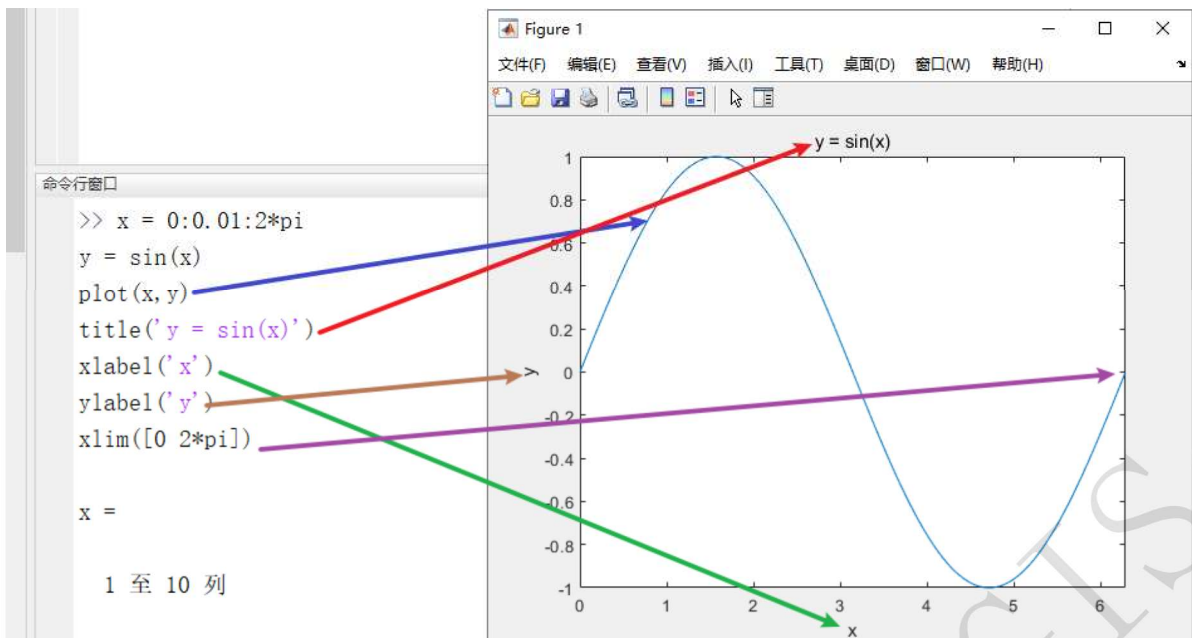 Figure 1
文件(F) 编辑(E) 查看(V) 插入(I) 工具(T) 桌面(D) 窗口(W) 帮助(H)
命令行窗口
>> x = 0:0.01:2*pi
y = sin(x)
plot(x,y)
title('y = sin(x)')
xlabel('x')
ylabel('y')
xlim([0 2*pi])
x =
1 至 10 列
y = sin(x)
1
0.8
0.6
0.4
0.2
0
-0.2
-0.4
-0.6
-0.8
-1
y
0 1 2 3 4 5 6
x
CTS